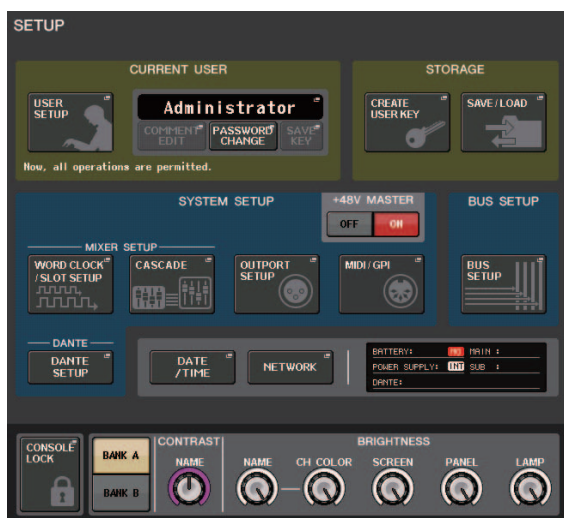 SETUP
CURRENT USER
STORAGE
USER
SETUP
Administrator
COMMENT
EDIT
PASSWORD
CHANGE
SAVE
KEY
CREATE
USER KEY
SAVE/LOAD
Now, all operations are permitted.
SYSTEM SETUP
+48V MASTER
OFF
ON
BUS SETUP
MIXER SETUP
WORD CLOCK
/SLOT SETUP
CASCADE
OUTPORT
SETUP
MIDI/GPI
BUS
SETUP
DANTE
DANTE
SETUP
DATE
/TIME
NETWORK
BATTERY: NO MAIN :
POWER SUPPLY: INT SUB :
DANTE:
CONSOLE
LOCK
BANK A
BANK B
CONTRAST
NAME
BRIGHTNESS
NAME
CH COLOR
SCREEN
PANEL
LAMP